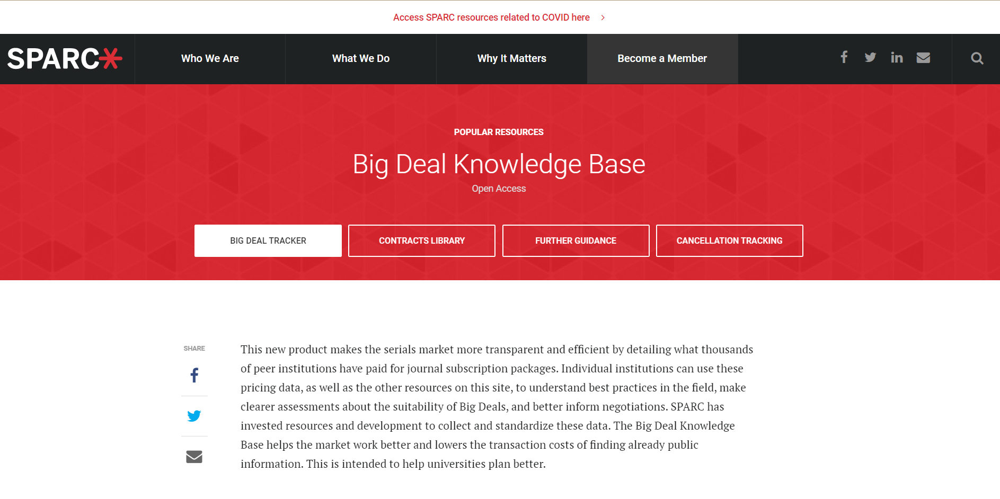 Access SPARC resources related to COVID here
SPARC
Who We Are
What We Do
Why It Matters
Become a Member
POPULAR RESOURCES
Big Deal Knowledge Base
Open Access
BIG DEAL TRACKER
CONTRACTS LIBRARY
FURTHER GUIDANCE
CANCELLATION TRACKING
SHARE
This new product makes the serials market more transparent and efficient by detailing what thousands
of peer institutions have paid for journal subscription packages. Individual institutions can use these
pricing data, as well as the other resources on this site, to understand best practices in the field, make
clearer assessments about the suitability of Big Deals, and better inform negotiations. SPARC has
invested resources and development to collect and standardize these data. The Big Deal Knowledge
Base helps the market work better and lowers the transaction costs of finding already public
information. This is intended to help universities plan better.